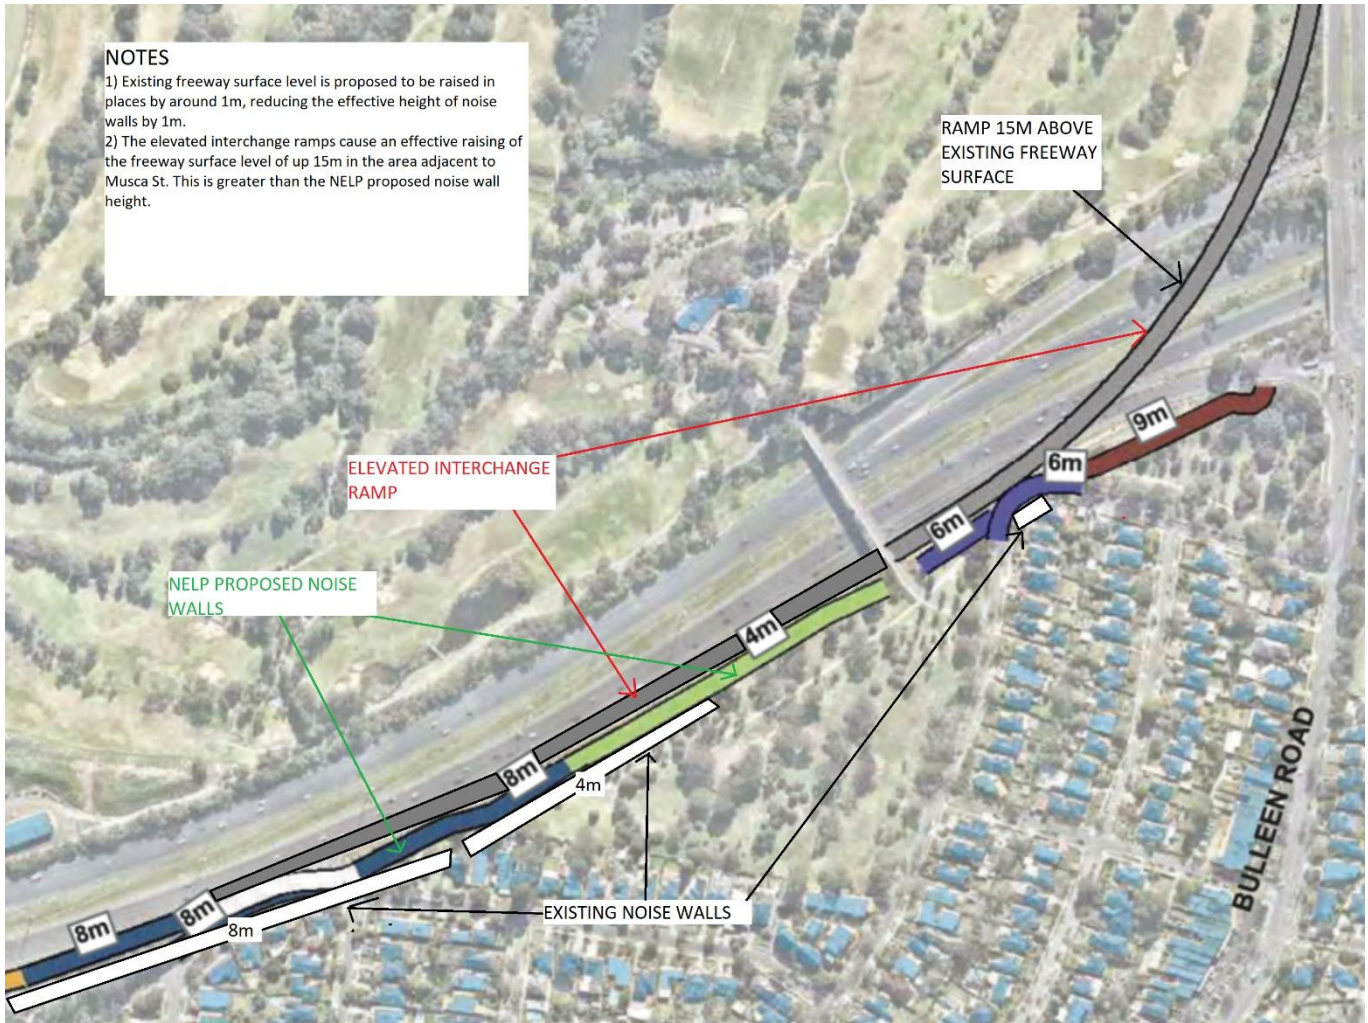 NOTES
1) Existing freeway surface level is proposed to be raised in
places by around 1m, reducing the effective height of noise
walls by 1m.
2) The elevated interchange ramps cause an effective raising of
the freeway surface level of up 15m in the area adjacent to
Musca St. This is greater than the NELP proposed noise wall
height.
RAMP 15M ABOVE
EXISTING FREEWAY
SURFACE
9m
6m
ELEVATED INTERCHANGE
RAMP
6m
NELP PROPOSED NOISE
WALLS
4m
8m
4m
BULLEEN ROAD
8m
8m
EXISTING NOISE WALLS
8m